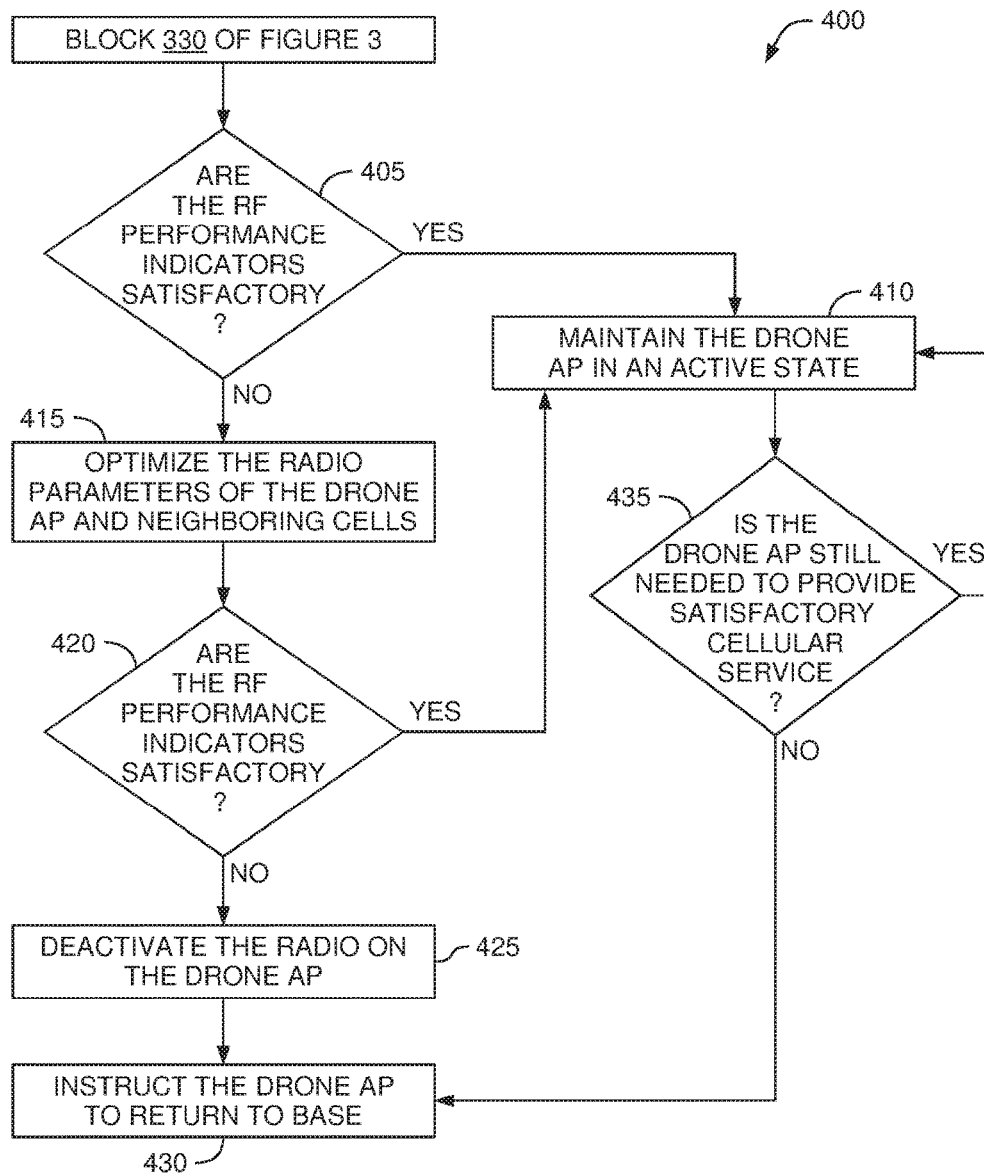 400
BLOCK 330 OF FIGURE 3
405
ARE
THE RF
PERFORMANCE
INDICATORS
SATISFACTORY
?
YES
NO
410
MAINTAIN THE DRONE
AP IN AN ACTIVE STATE
415
OPTIMIZE THE RADIO
PARAMETERS OF THE DRONE
AP AND NEIGHBORING CELLS
435
IS THE
DRONE AP STILL
NEEDED TO PROVIDE
SATISFACTORY
CELLULAR
SERVICE
?
YES
NO
420
ARE
THE RF
PERFORMANCE
INDICATORS
SATISFACTORY
?
YES
NO
DEACTIVATE THE RADIO ON
THE DRONE AP
425
INSTRUCT THE DRONE AP
TO RETURN TO BASE
430